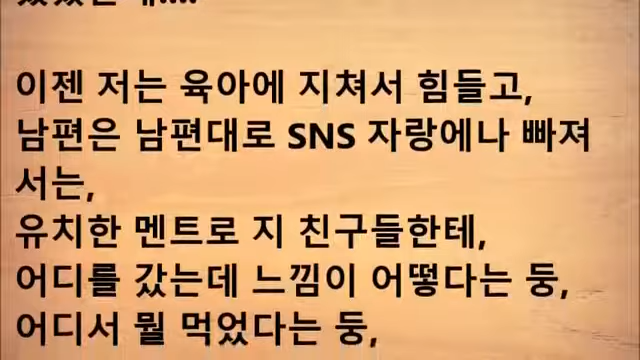 이젠 저는 육아에 지쳐서 힘들고,
남편은 남편대로 SNS 자랑에나 빠져
서는,
유치한 멘트로 지 친구들한테,
어디를 갔는데 느낌이 어떻다는 둥,
어디서 뭘 먹었다는 둥,